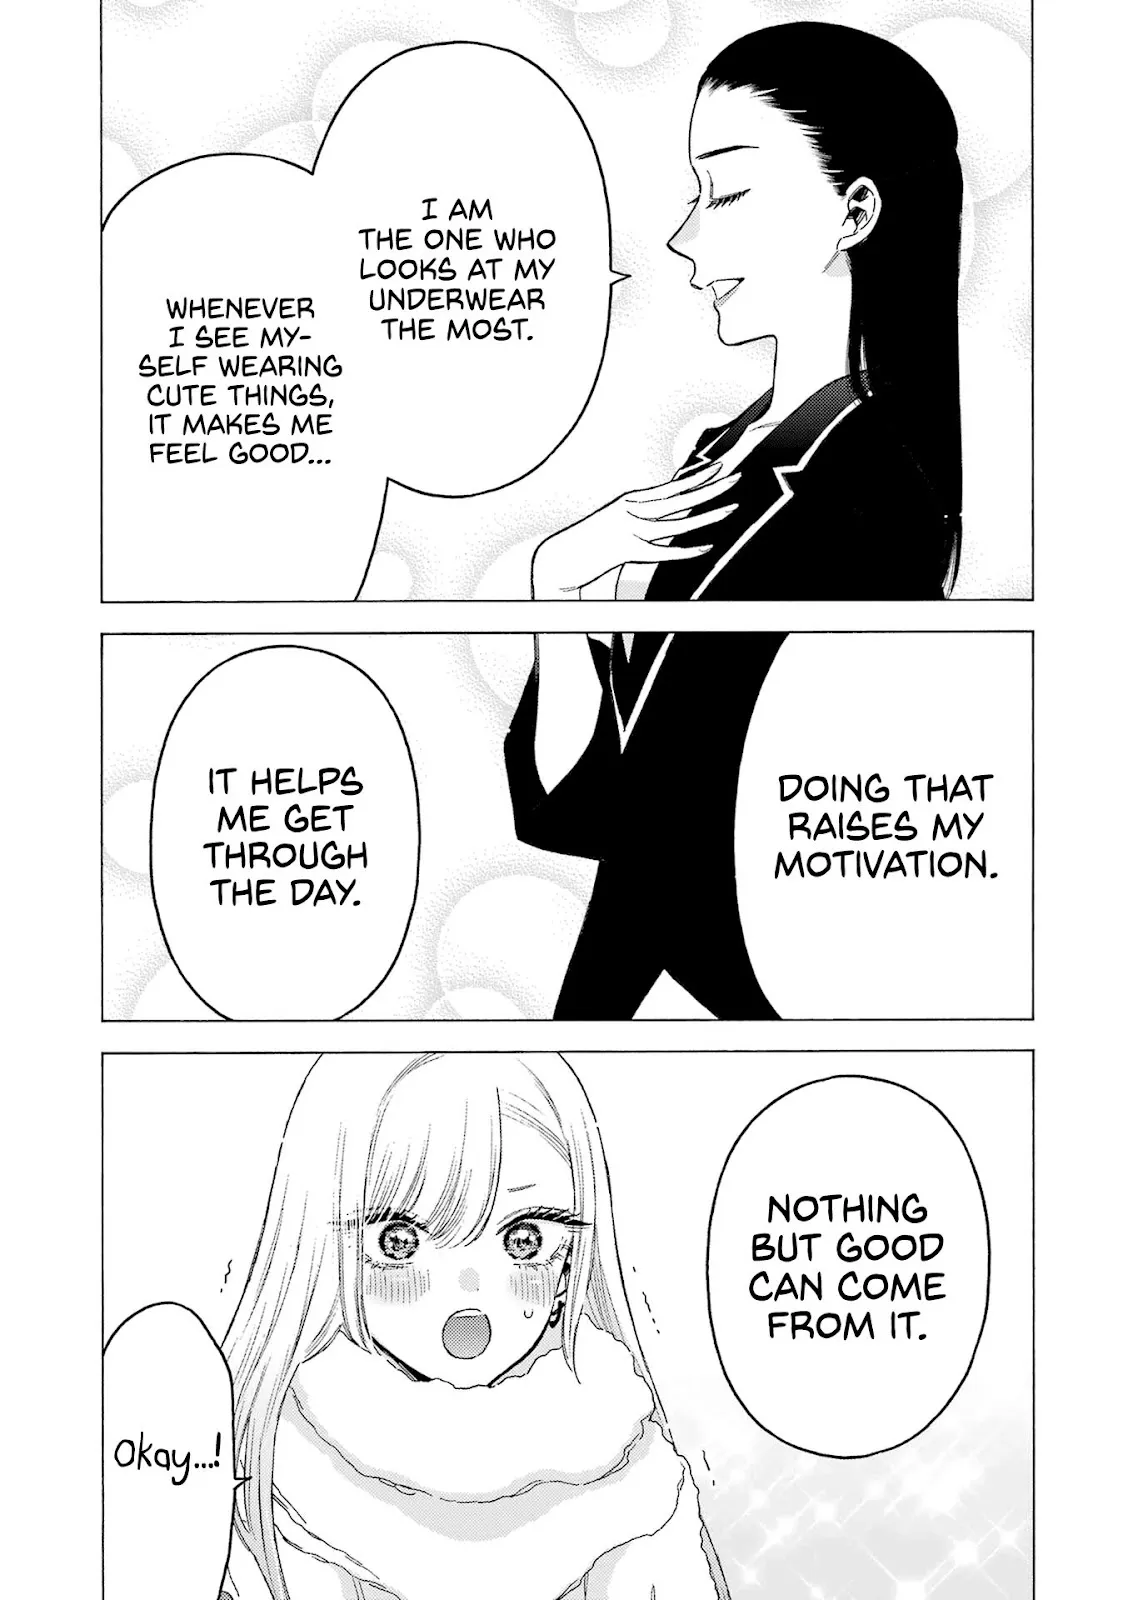 I AM
THE ONE WHO
LOOKS AT MY
UNDERWEAR
THE MOST.
WHENEVER
I SEE MY-
SELF WEARING
CUTE THINGS,
IT MAKES ME
FEEL GOOD...
DOING THAT
RAISES MY
MOTIVATION.
IT HELPS
ME GET
THROUGH
THE DAY.
NOTHING
BUT GOOD
CAN COME
FROM IT.
Okay...!